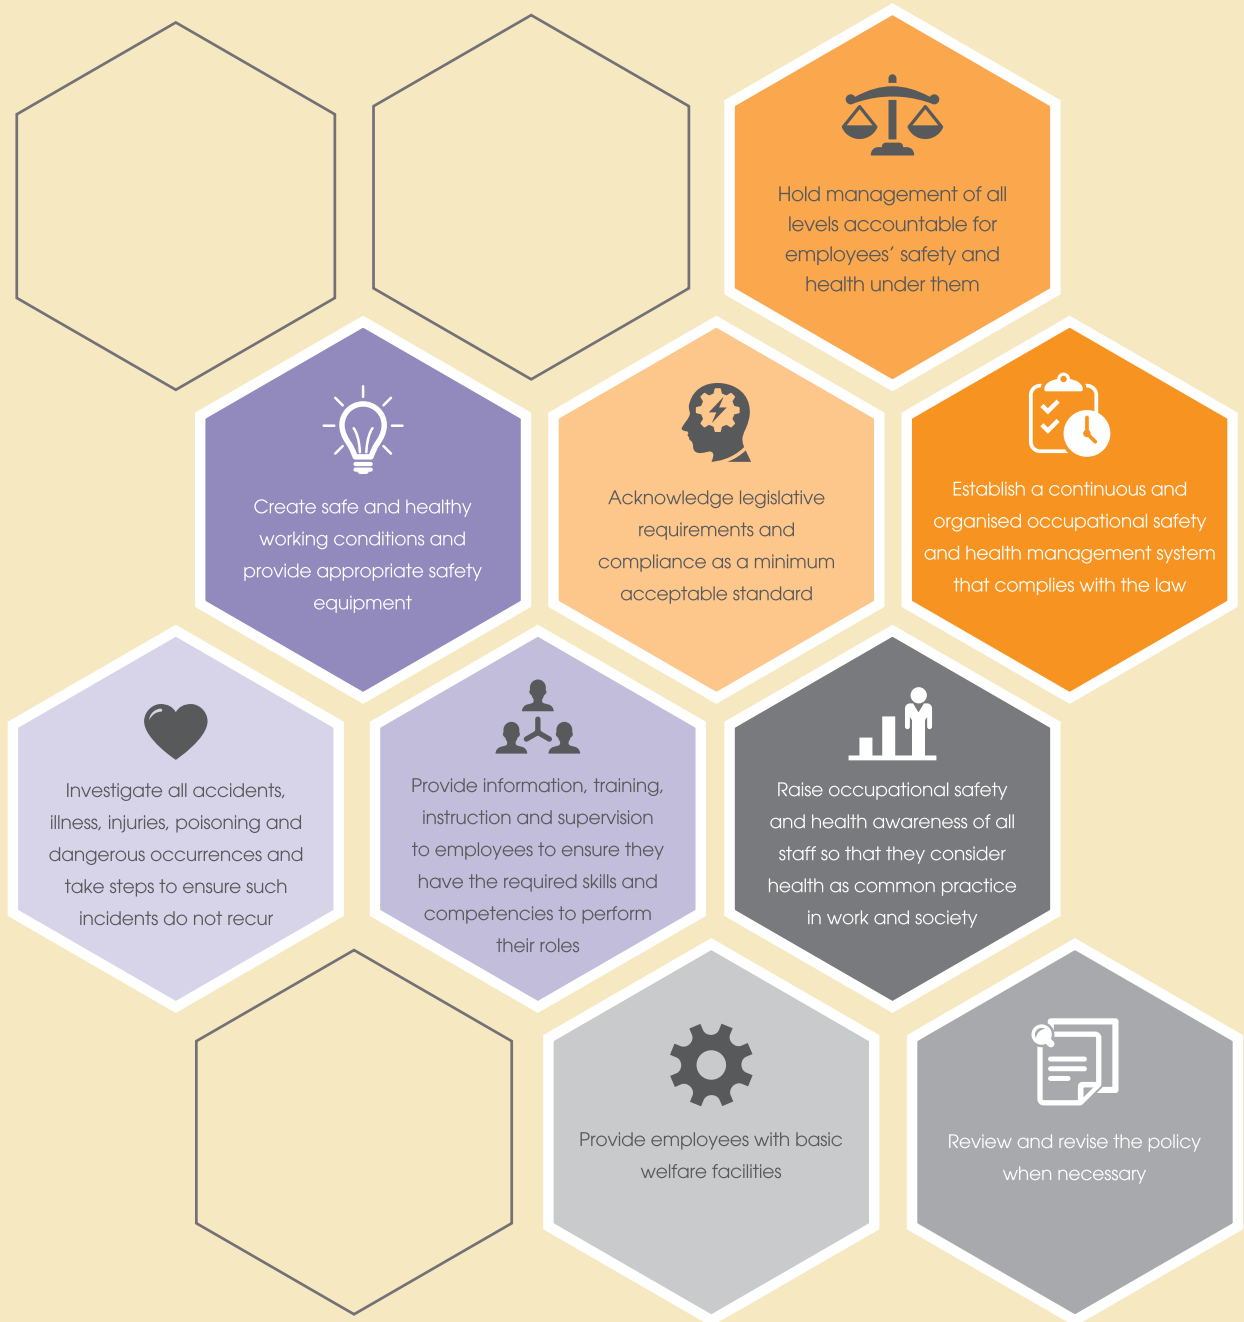 Hold management of all
levels accountable for
employees’ safety and
health under them
Create safe and healthy
working conditions and
provide appropriate safety
equipment
Acknowledge legislative
requirements and
compliance as a minimum
acceptable standard
Establish a continuous and
organised occupational safety
and health management system
that complies with the law
Investigate all accidents,
illness, injuries, poisoning and
dangerous occurrences and
take steps to ensure such
incidents do not recur
Provide information, training,
instruction and supervision
to employees to ensure they
have the required skills and
competencies to perform
their roles
Raise occupational safety
and health awareness of all
staff so that they consider
health as common practice
in work and society
Provide employees with basic
welfare facilities
Review and revise the policy
when necessary